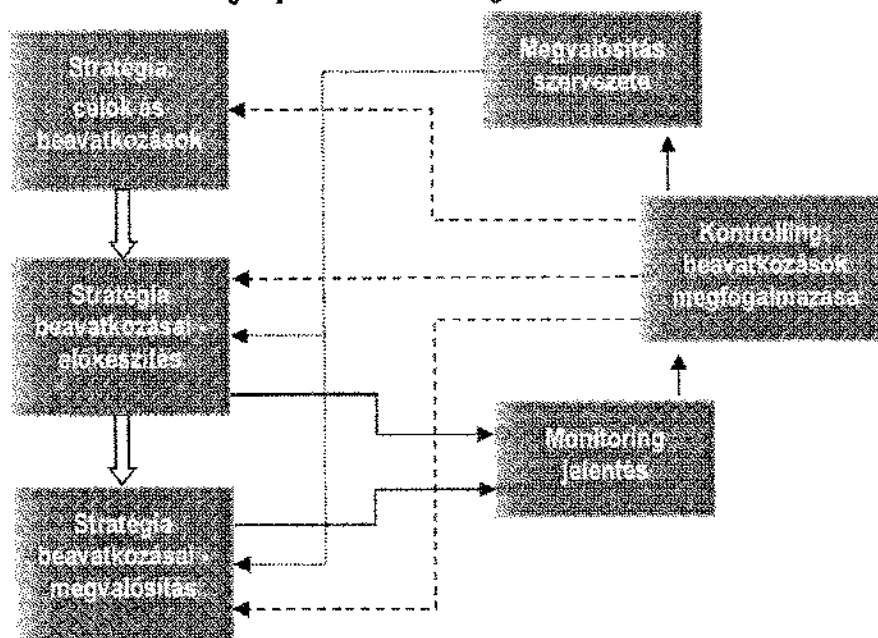 Stratégia:
célok és
beavatkozások
Megvalósítás
szervezete
Kontrolling:
beavatkozások
megfogalmazása
Stratégia
beavatkozásai -
előkészítés
Monitoring
jelentés
Stratégia
beavatkozásai -
megvalósítás